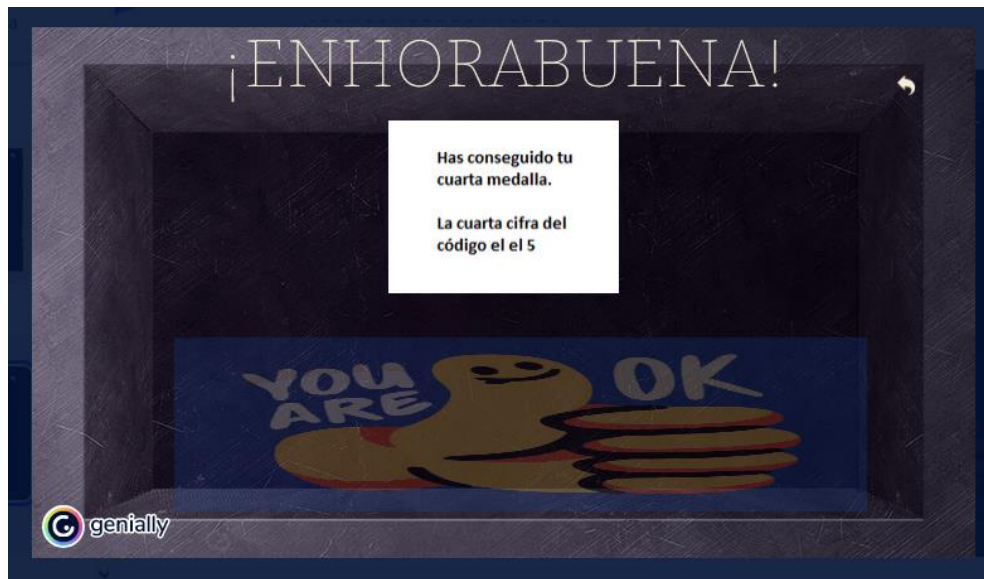 ¡ENHORABUENA!
Has conseguido tu
cuarta medalla.
La cuarta cifra del
código el el 5
YOU OK
ARE
genially